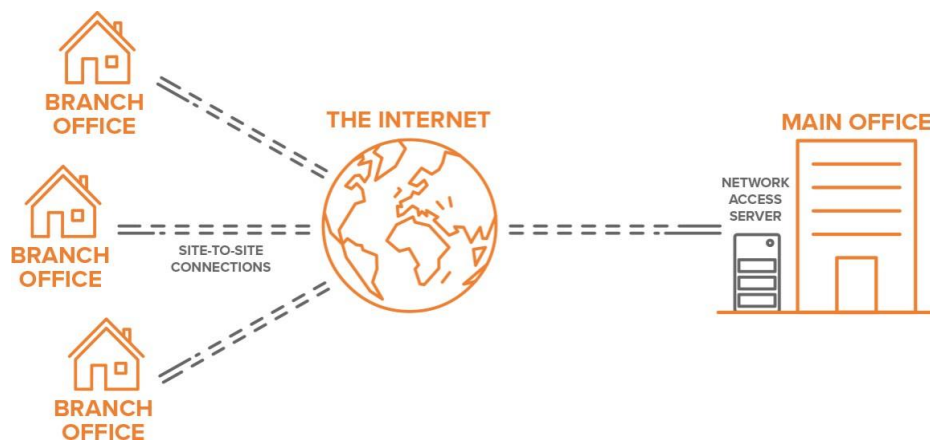 BRANCH
OFFICE
THE INTERNET
MAIN OFFICE
NETWORK
ACCESS
SERVER
BRANCH
OFFICE
SITE-TO-SITE
CONNECTIONS
BRANCH
OFFICE